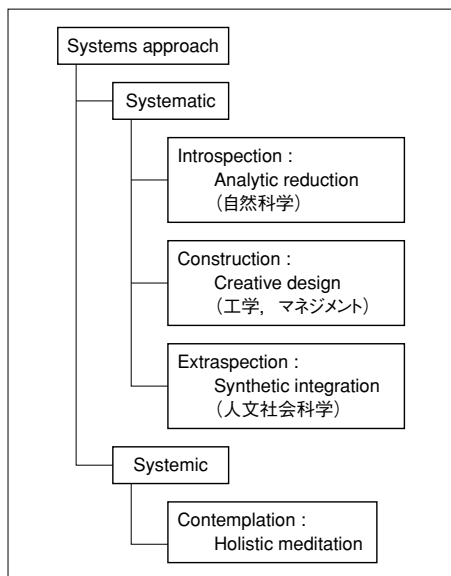 Systems approach
Systematic
Introspection :
Analytic reduction
（自然科学）
Construction :
Creative design
（工学， マネジメント）
Extraspection :
Synthetic integration
（人文社会科学）
Systemic
Contemplation :
Holistic meditation